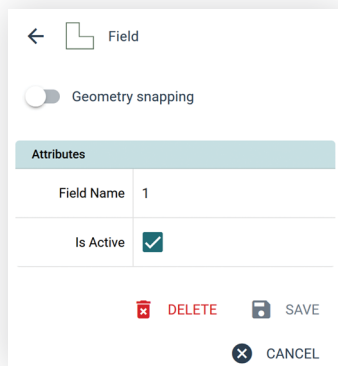 Field
Geometry snapping
Attributes
Field Name 1
Is Active
DELETE SAVE
CANCEL